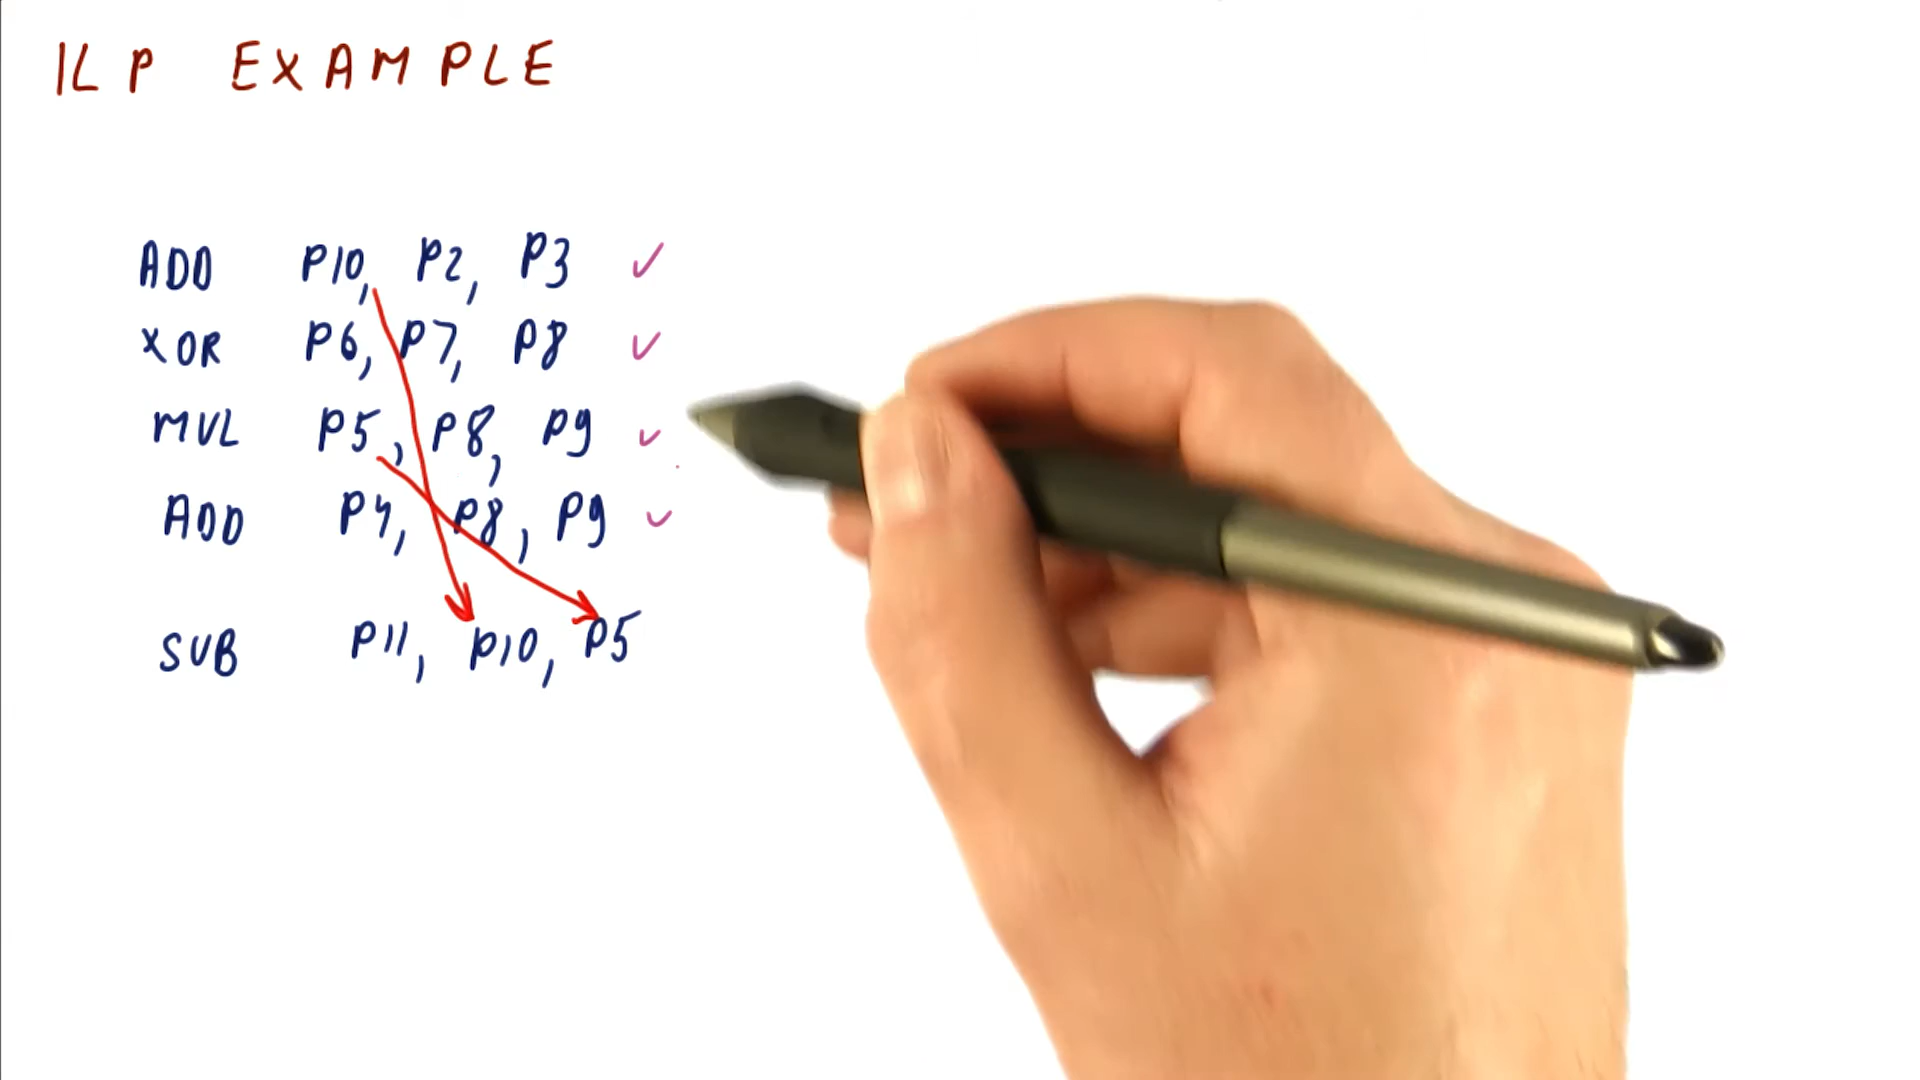 ILP EXAMPLE
ADD P10, P2, P3 ✓
XOR P6, P7, P8 ✓
MUL P5, P8, P9 ✓
ADD P4, P8, P9 ✓
SUB P11, P10, P5